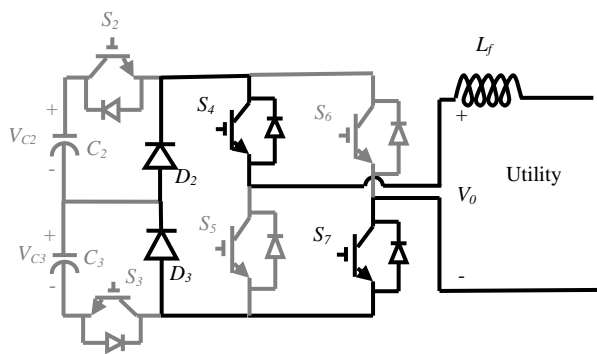 S2
Lf
+
S4
S6
+
VC2
C2
-
D2
Utility
V0
+
S5
S7
VC3
C3
S3
D3
-
-